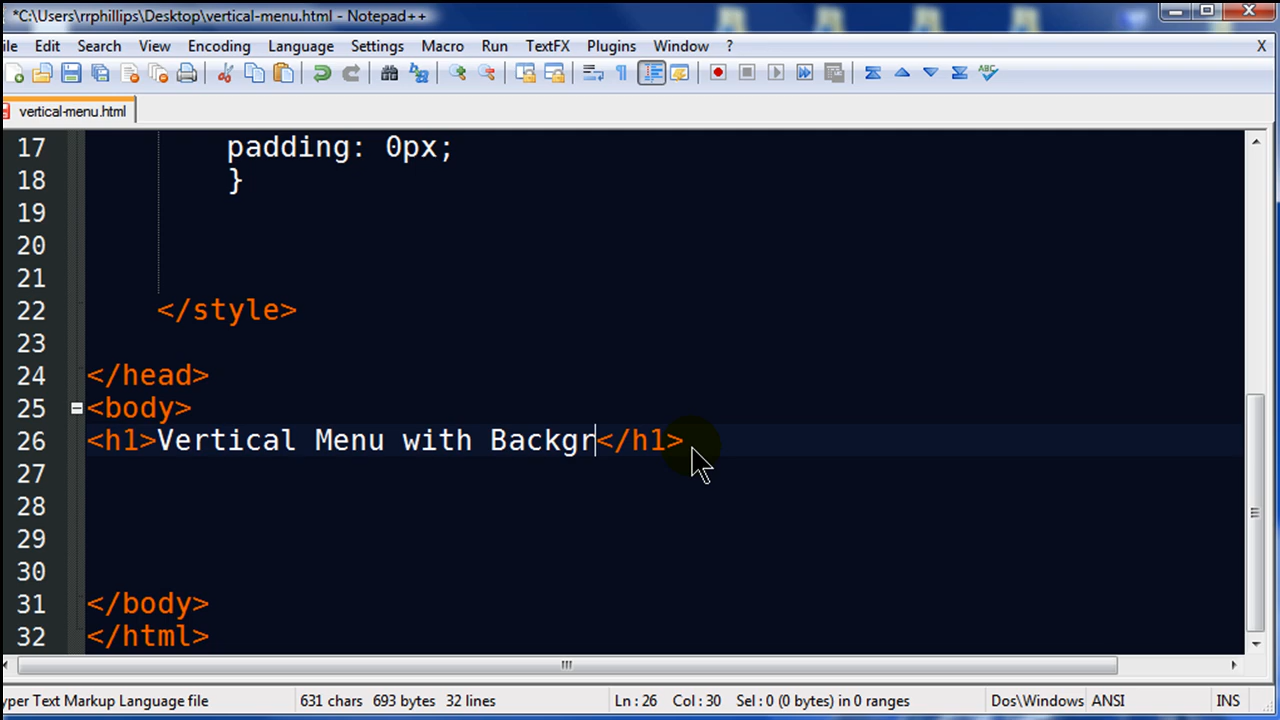 *C:\Users\rrphillips\Desktop\vertical-menu.html - Notepad++
ile Edit Search View Encoding Language Settings Macro Run TextFX Plugins Window ? X
vertical-menu.html
17 padding: 0px;
18 }
19
20
21
22 </style>
23
24 </head>
25 <body>
26 <h1>Vertical Menu with Backgr</h1>
27
28
29
30
31 </body>
32 </html>
yper Text Markup Language file 631 chars 693 bytes 32 lines Ln : 26 Col : 30 Sel : 0 (0 bytes) in 0 ranges Dos\Windows ANSI INS